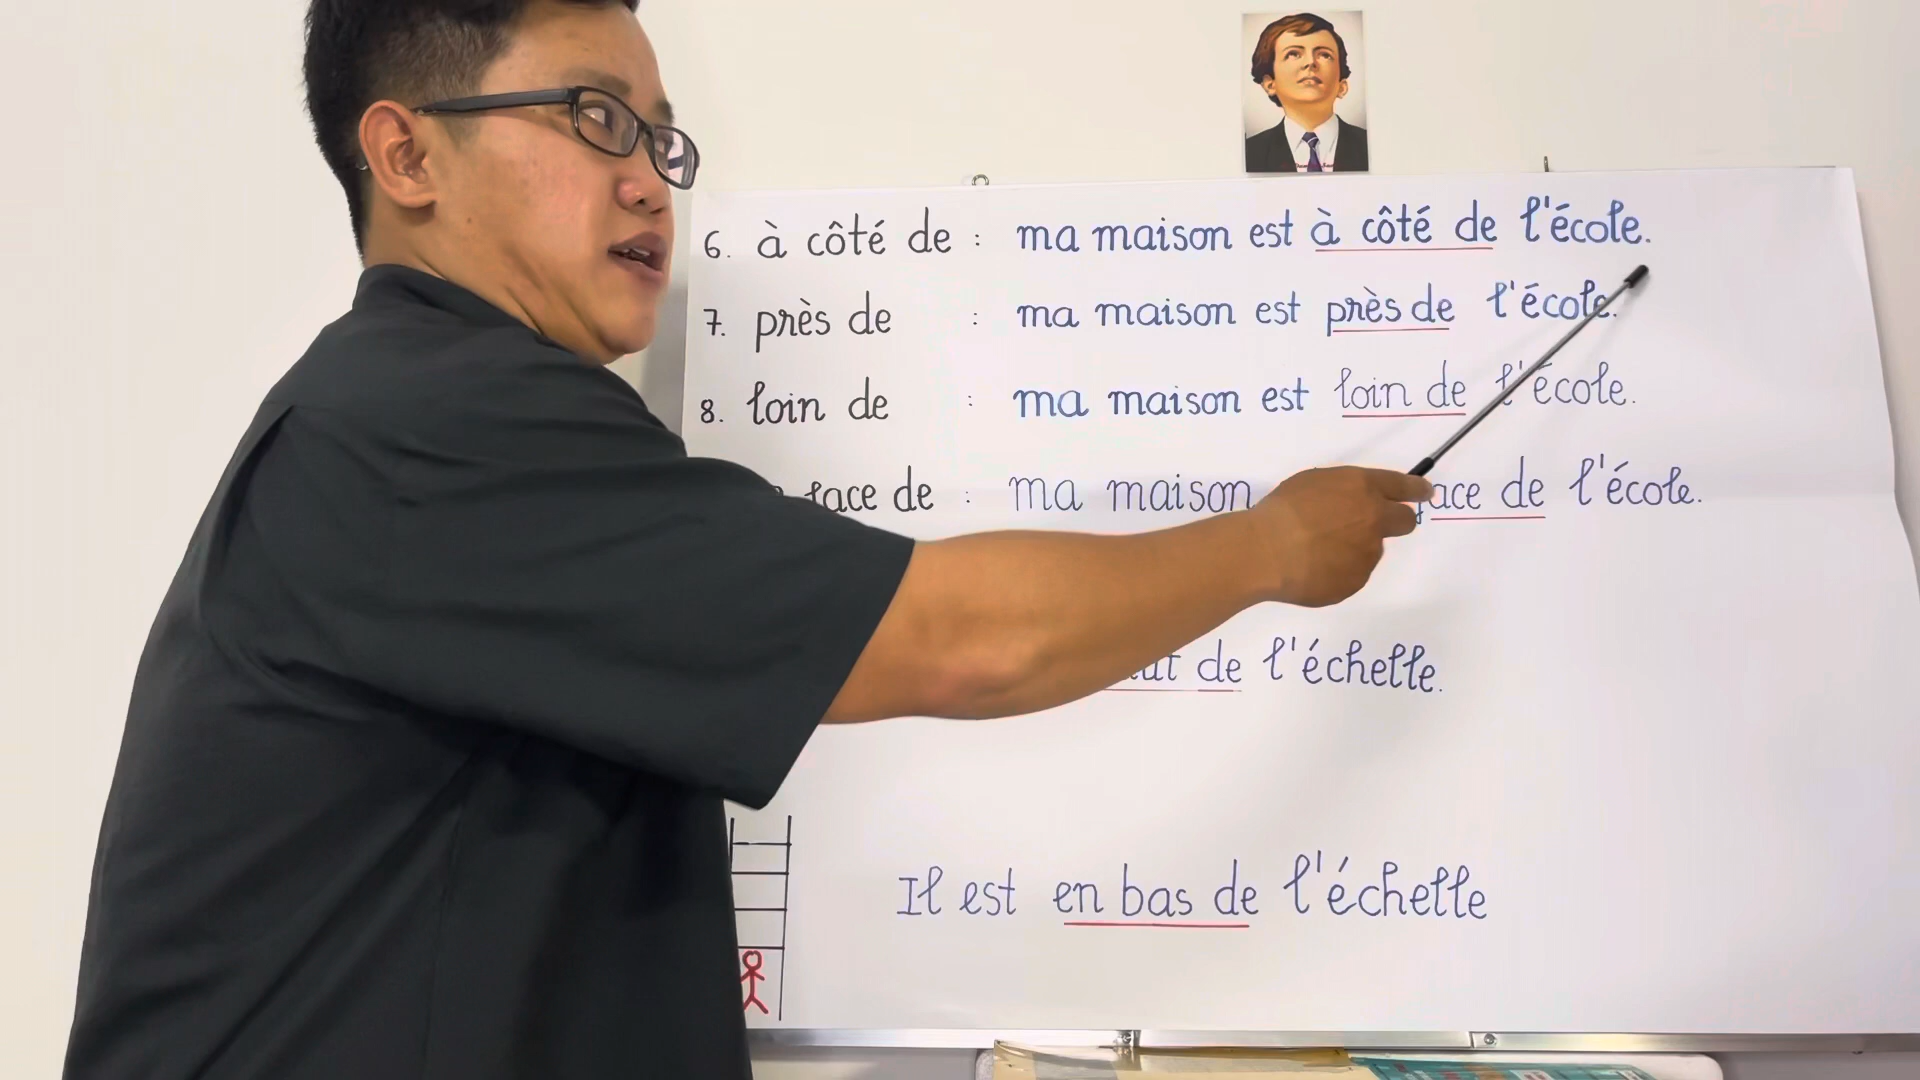 6. à côté de : ma maison est à côté de l'école.
7. près de : ma maison est près de l'école.
8. loin de : ma maison est loin de l'école.
face de : ma maison face de l'école.
de l'échelle.
Il est en bas de l'échelle